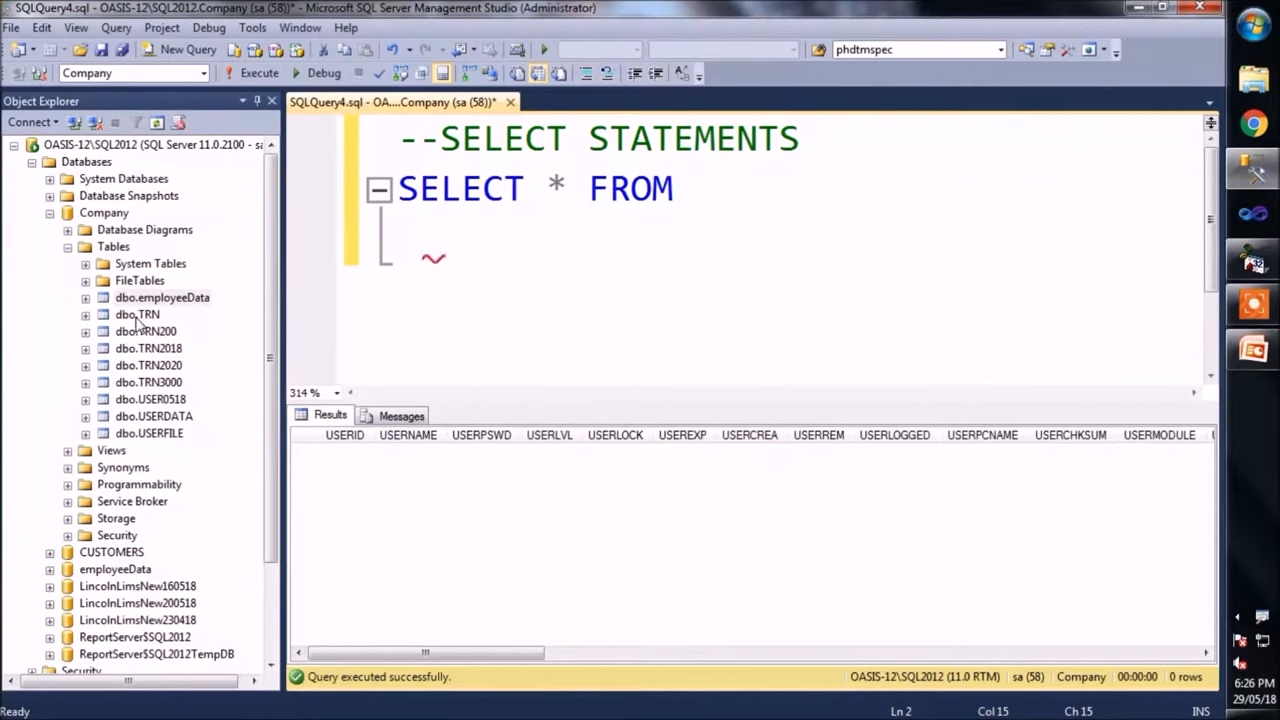 SQLQuery4.sql - OASIS-12\SQL2012.Company (sa (58))* - Microsoft SQL Server Management Studio (Administrator)
File Edit View Query Project Debug Tools Window Help
New Query phdtmspec
Company Execute Debug
Object Explorer
SQLQuery4.sql - OA....Company (sa (58))*
Connect
OASIS-12\SQL2012 (SQL Server 11.0.2100 - sa
Databases
System Databases
Database Snapshots
Company
Database Diagrams
Tables
System Tables
FileTables
dbo.employeeData
dbo.TRN
dbo.TRN200
dbo.TRN2018
dbo.TRN2020
dbo.TRN3000
dbo.USER0518
dbo.USERDATA
dbo.USERFILE
Views
Synonyms
Programmability
Service Broker
Storage
Security
CUSTOMERS
employeeData
LincolnLimsNew160518
LincolnLimsNew200518
LincolnLimsNew230418
ReportServer$SQL2012
ReportServer$SQL2012TempDB
Security
--SELECT STATEMENTS
SELECT * FROM
314 %
Results Messages
USERID USERNAME USERPSWD USERLVL USERLOCK USEREXP USERCREA USERREM USERLOGGED USERPCNAME USERCHKSUM USERMODULE
Query executed successfully. OASIS-12\SQL2012 (11.0 RTM) sa (58) Company 00:00:00 0 rows
Ready Ln 2 Col 15 Ch 15 INS
6:26 PM
29/05/18